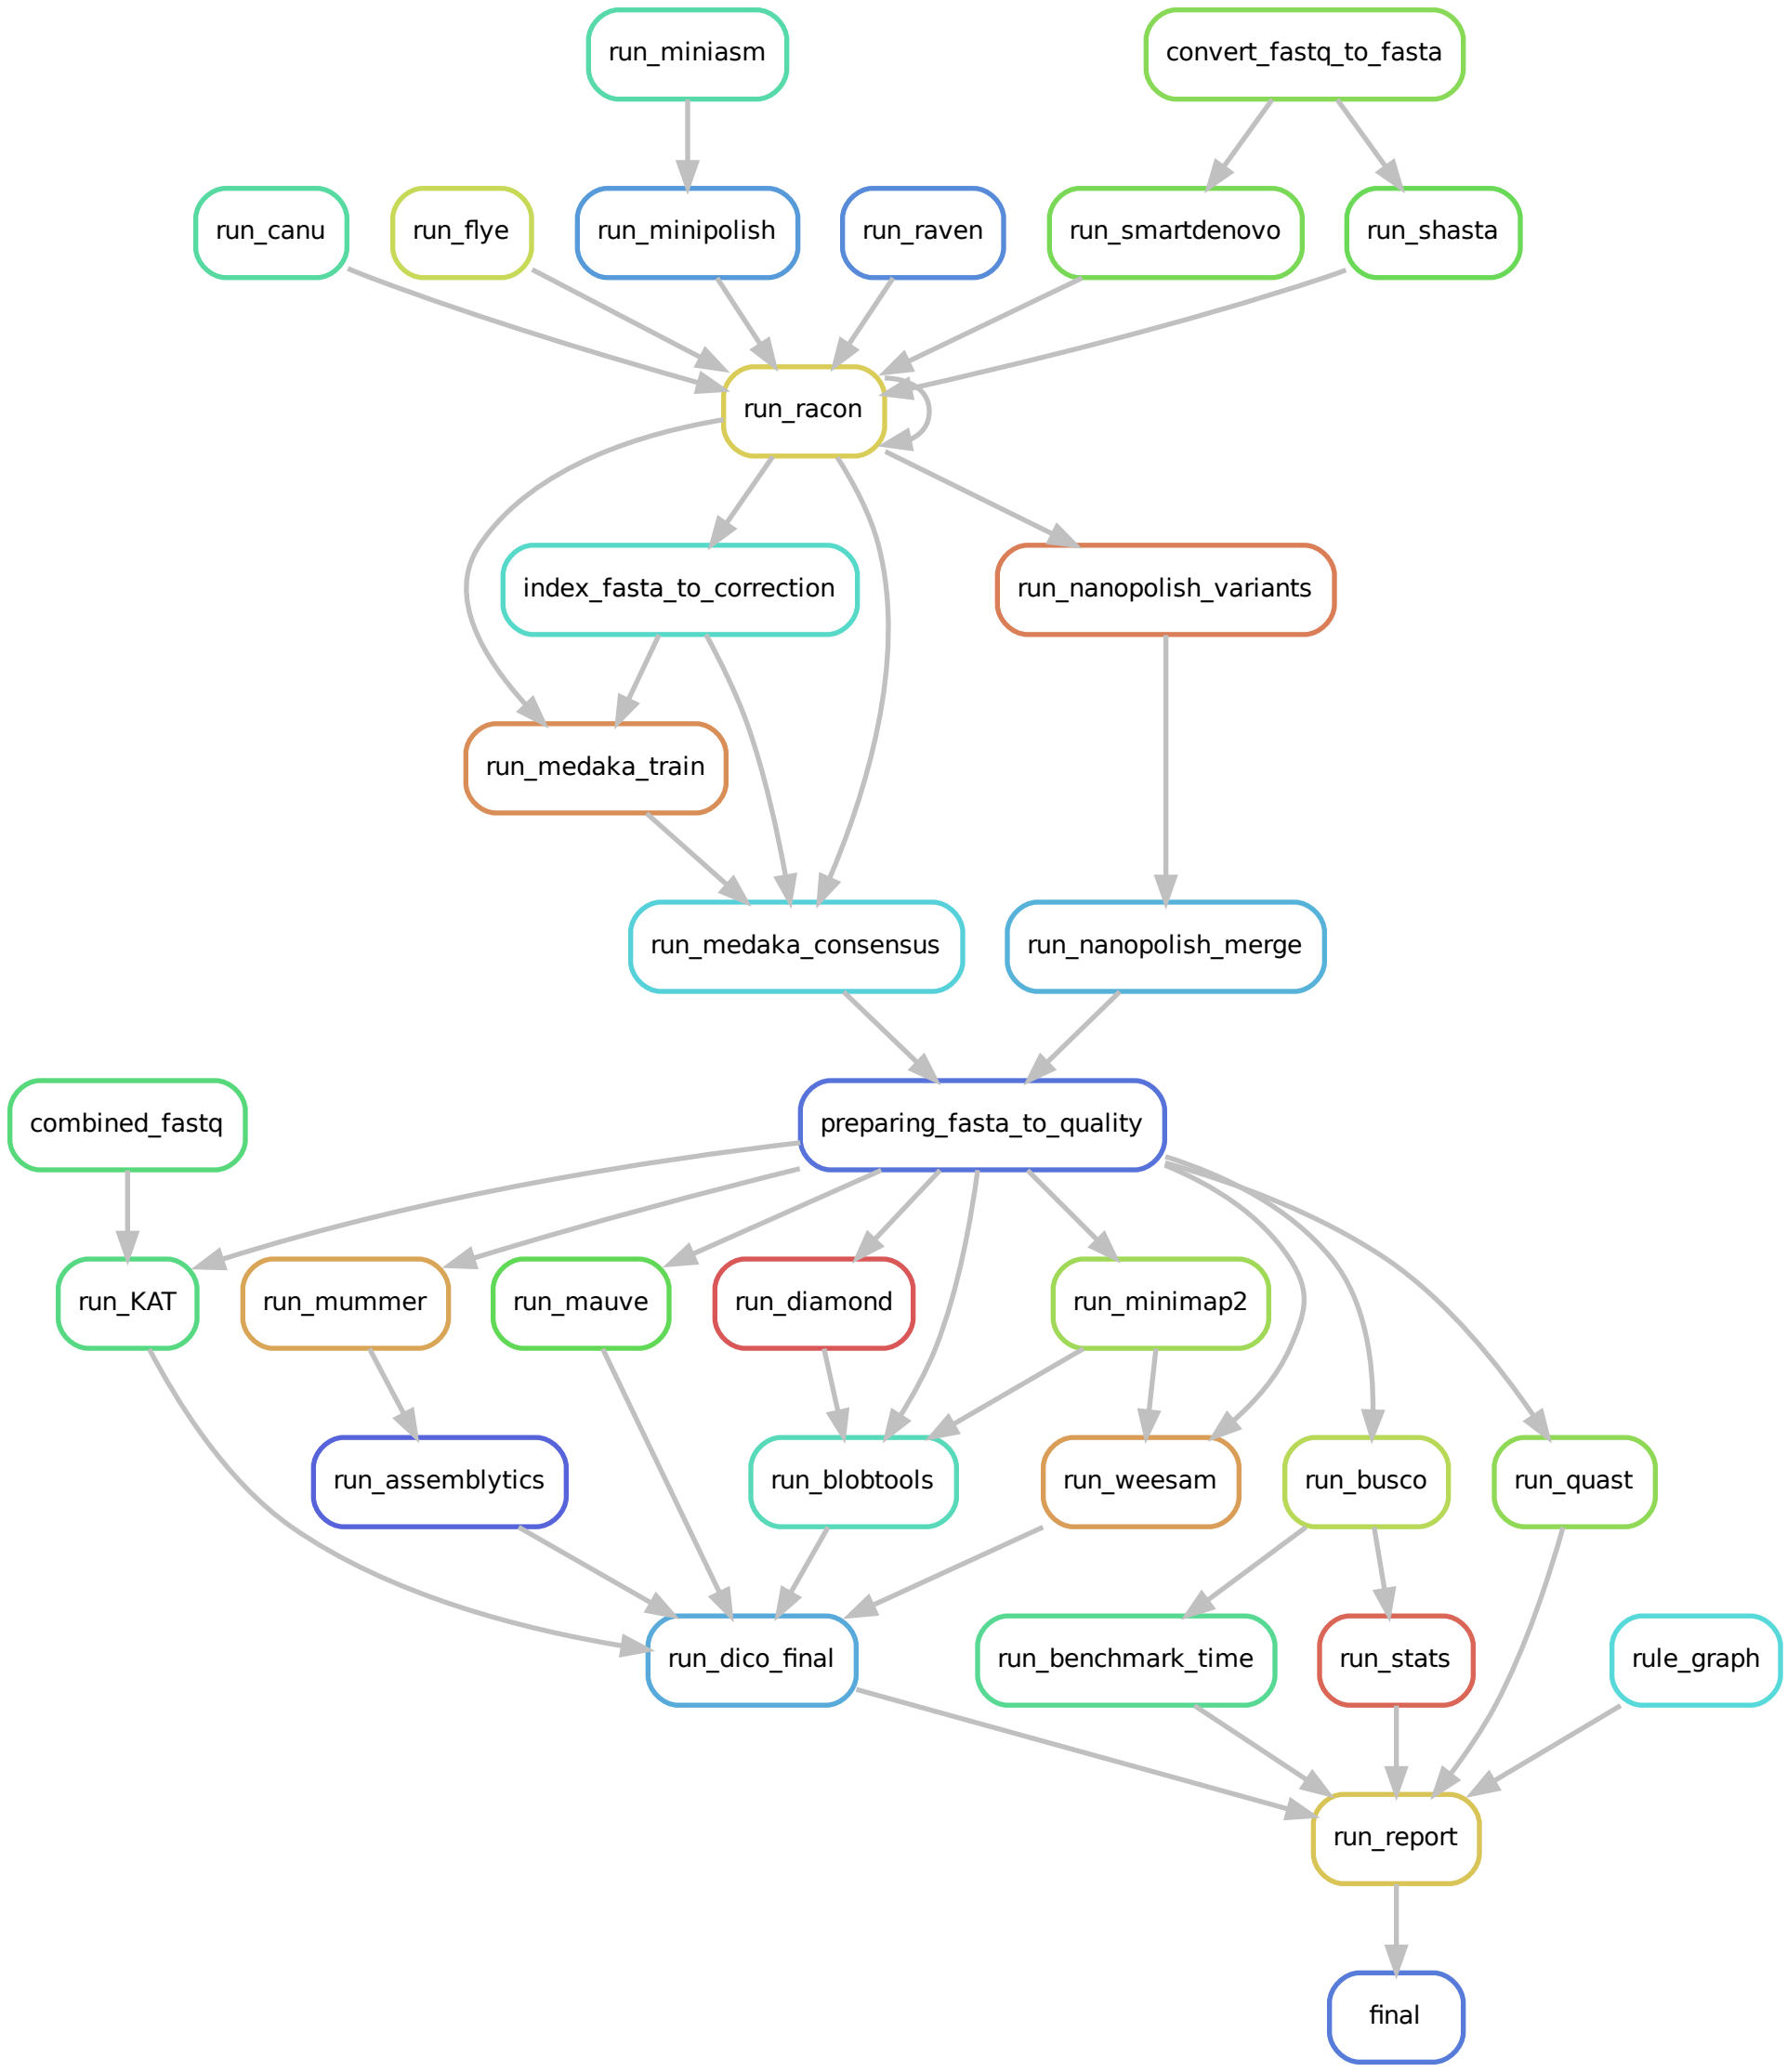 run_miniasm
convert_fastq_to_fasta
run_canu
run_flye
run_minipolish
run_raven
run_smartdenovo
run_shasta
run_racon
index_fasta_to_correction
run_nanopolish_variants
run_medaka_train
run_medaka_consensus
run_nanopolish_merge
combined_fastq
preparing_fasta_to_quality
run_KAT
run_mummer
run_mauve
run_diamond
run_minimap2
run_assemblytics
run_blobtools
run_weesam
run_busco
run_quast
run_dico_final
run_benchmark_time
run_stats
rule_graph
run_report
final